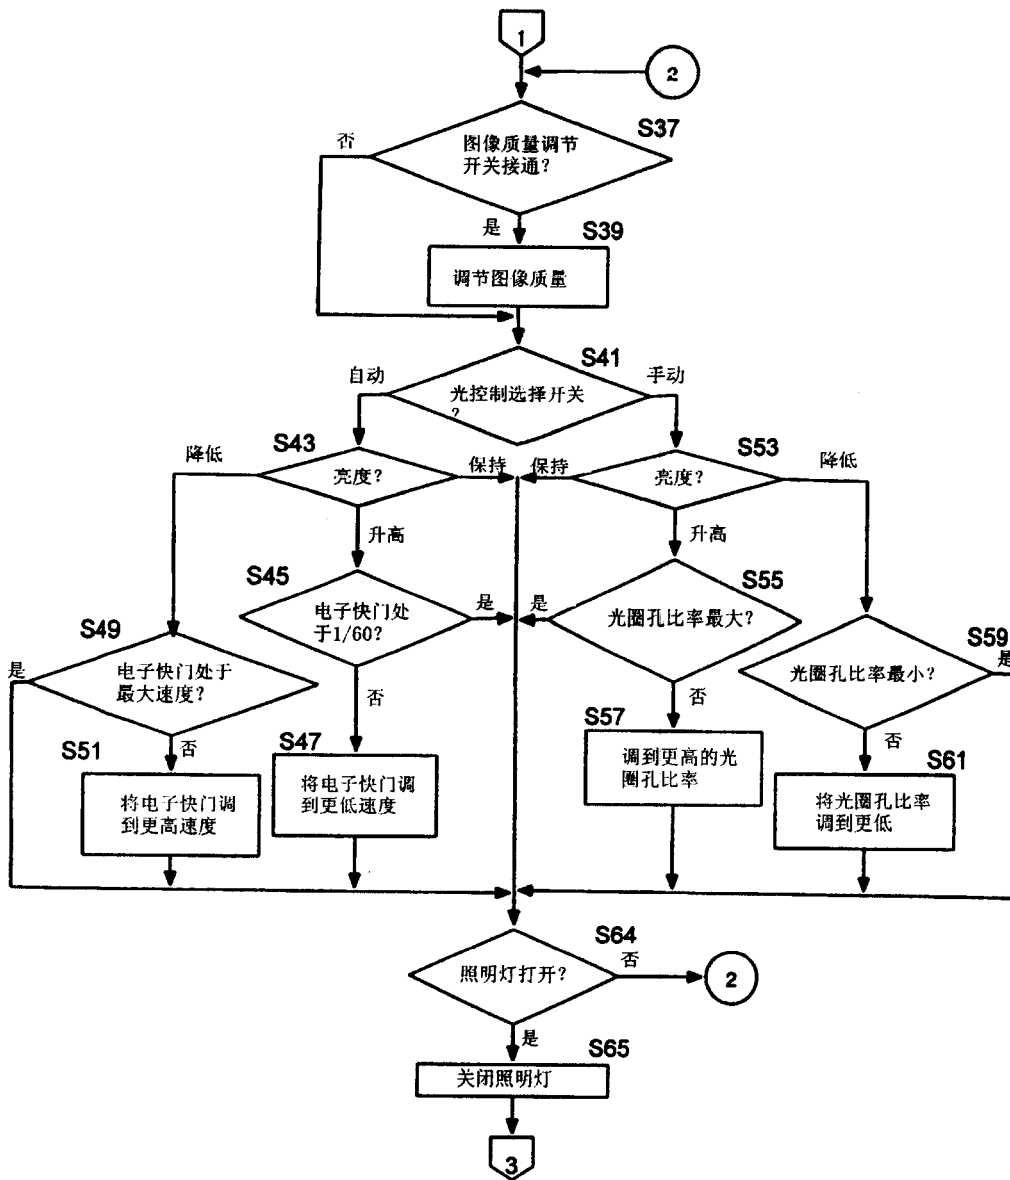 1
2
S37
否
图像质量调节
开关接通?
是
S39
调节图像质量
S41
自动
手动
光控制选择开关
?
S43
S53
降低
亮度?
保持
保持
亮度?
降低
升高
升高
S45
S55
电子快门处
于1/60?
是
是
光圈孔比率最大?
S49
S59
是
电子快门处于
最大速度?
光圈孔比率最小?
是
否
否
S51
否
S47
S57
否
S61
将电子快门调
到更高速度
将电子快门调
到更低速度
调到更高的光
圈孔比率
将光圈孔比率
调到更低
S64
照明灯打开?
否
2
是
S65
关闭照明灯
3